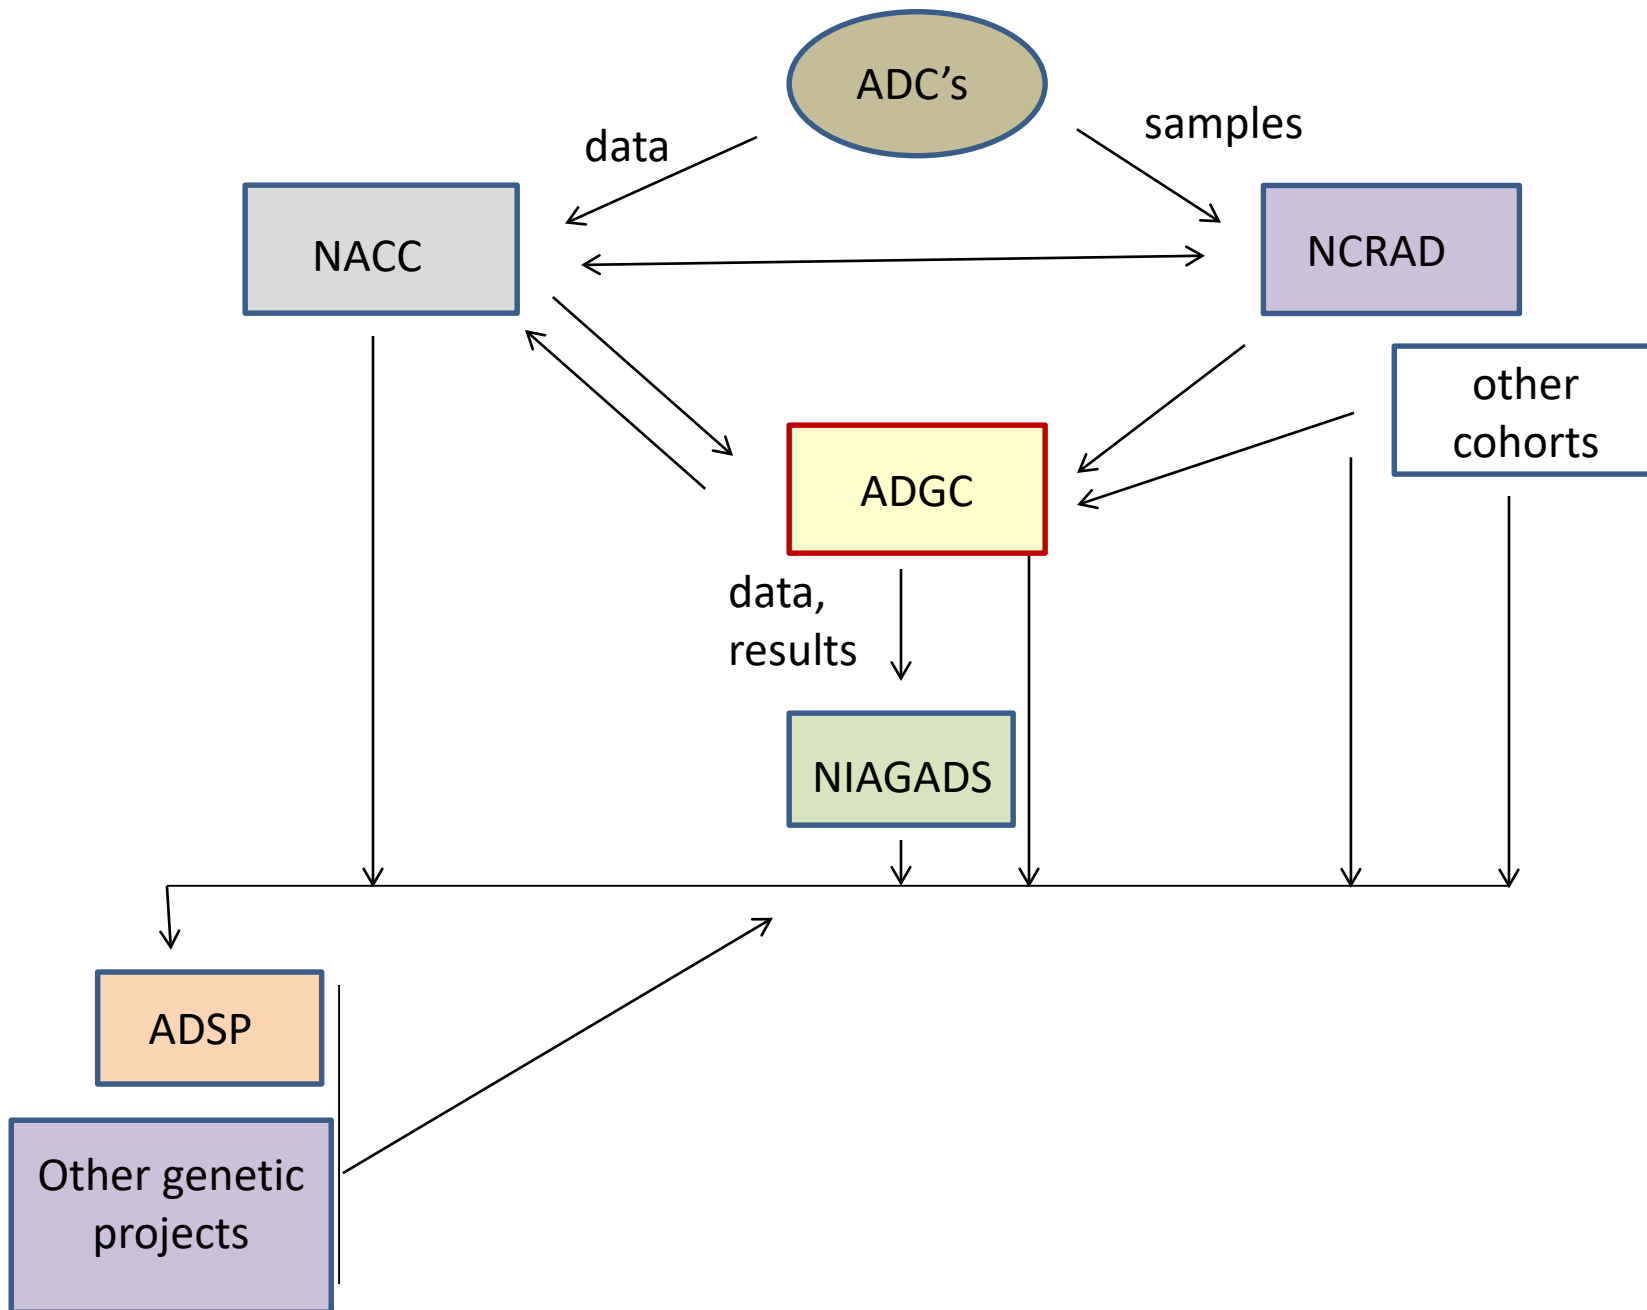 ADC’s
data
samples
NACC
NCRAD
other
cohorts
ADGC
data,
results
NIAGADS
ADSP
Other genetic
projects